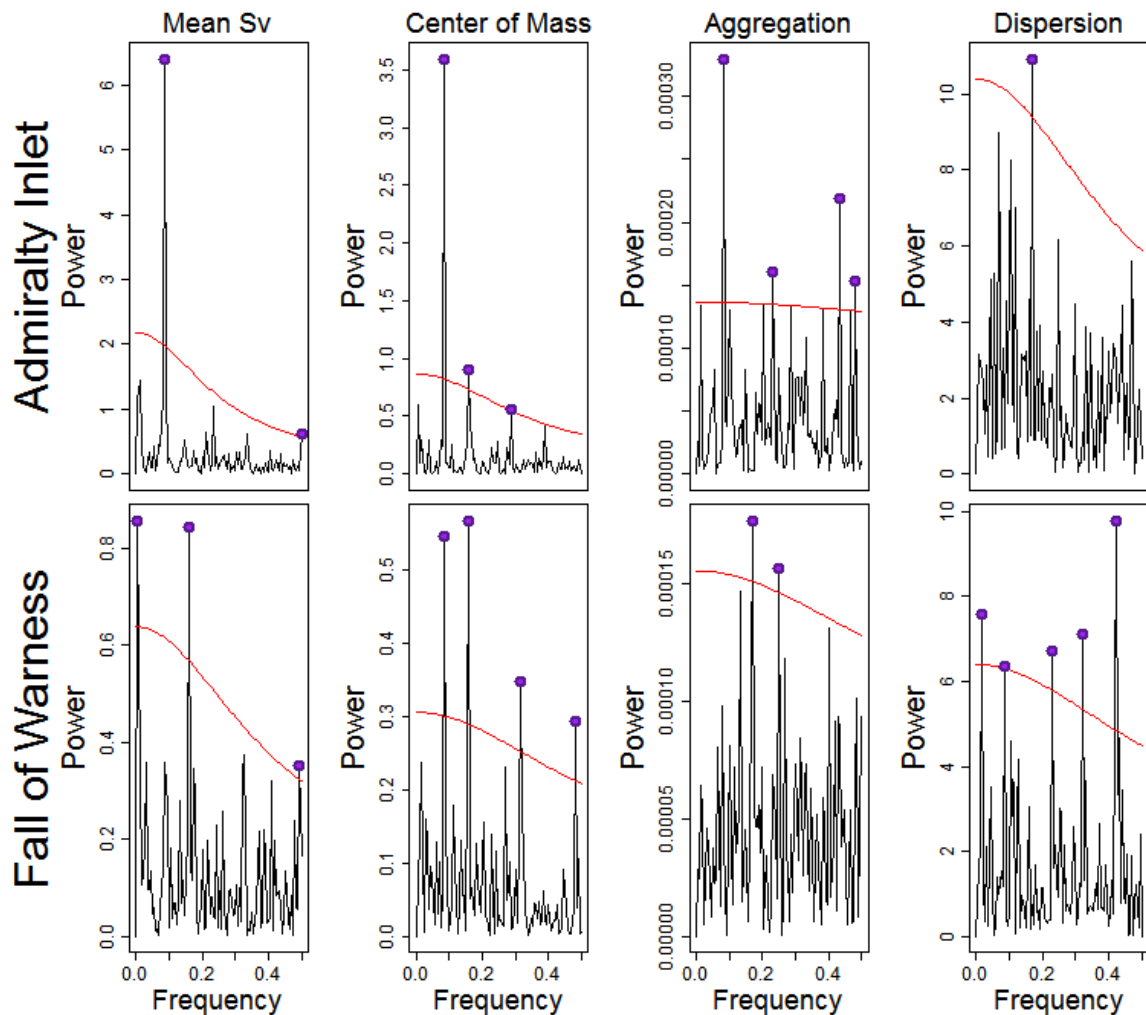 Mean Sv Center of Mass Aggregation Dispersion
Admiralty Inlet
Power
0 1 2 3 4 5 6
Power
0.0 0.5 1.0 1.5 2.0 2.5 3.0 3.5
Power
0.00000 0.00010 0.00020 0.00030
Power
0 2 4 6 8 10
Fall of Warness
Power
0.0 0.2 0.4 0.6 0.8
Power
0.0 0.1 0.2 0.3 0.4 0.5
Power
0.00000 0.00005 0.00010 0.00015
Power
0 2 4 6 8 10
0.0 0.2 0.4 0.0 0.2 0.4 0.0 0.2 0.4 0.0 0.2 0.4
Frequency Frequency Frequency Frequency